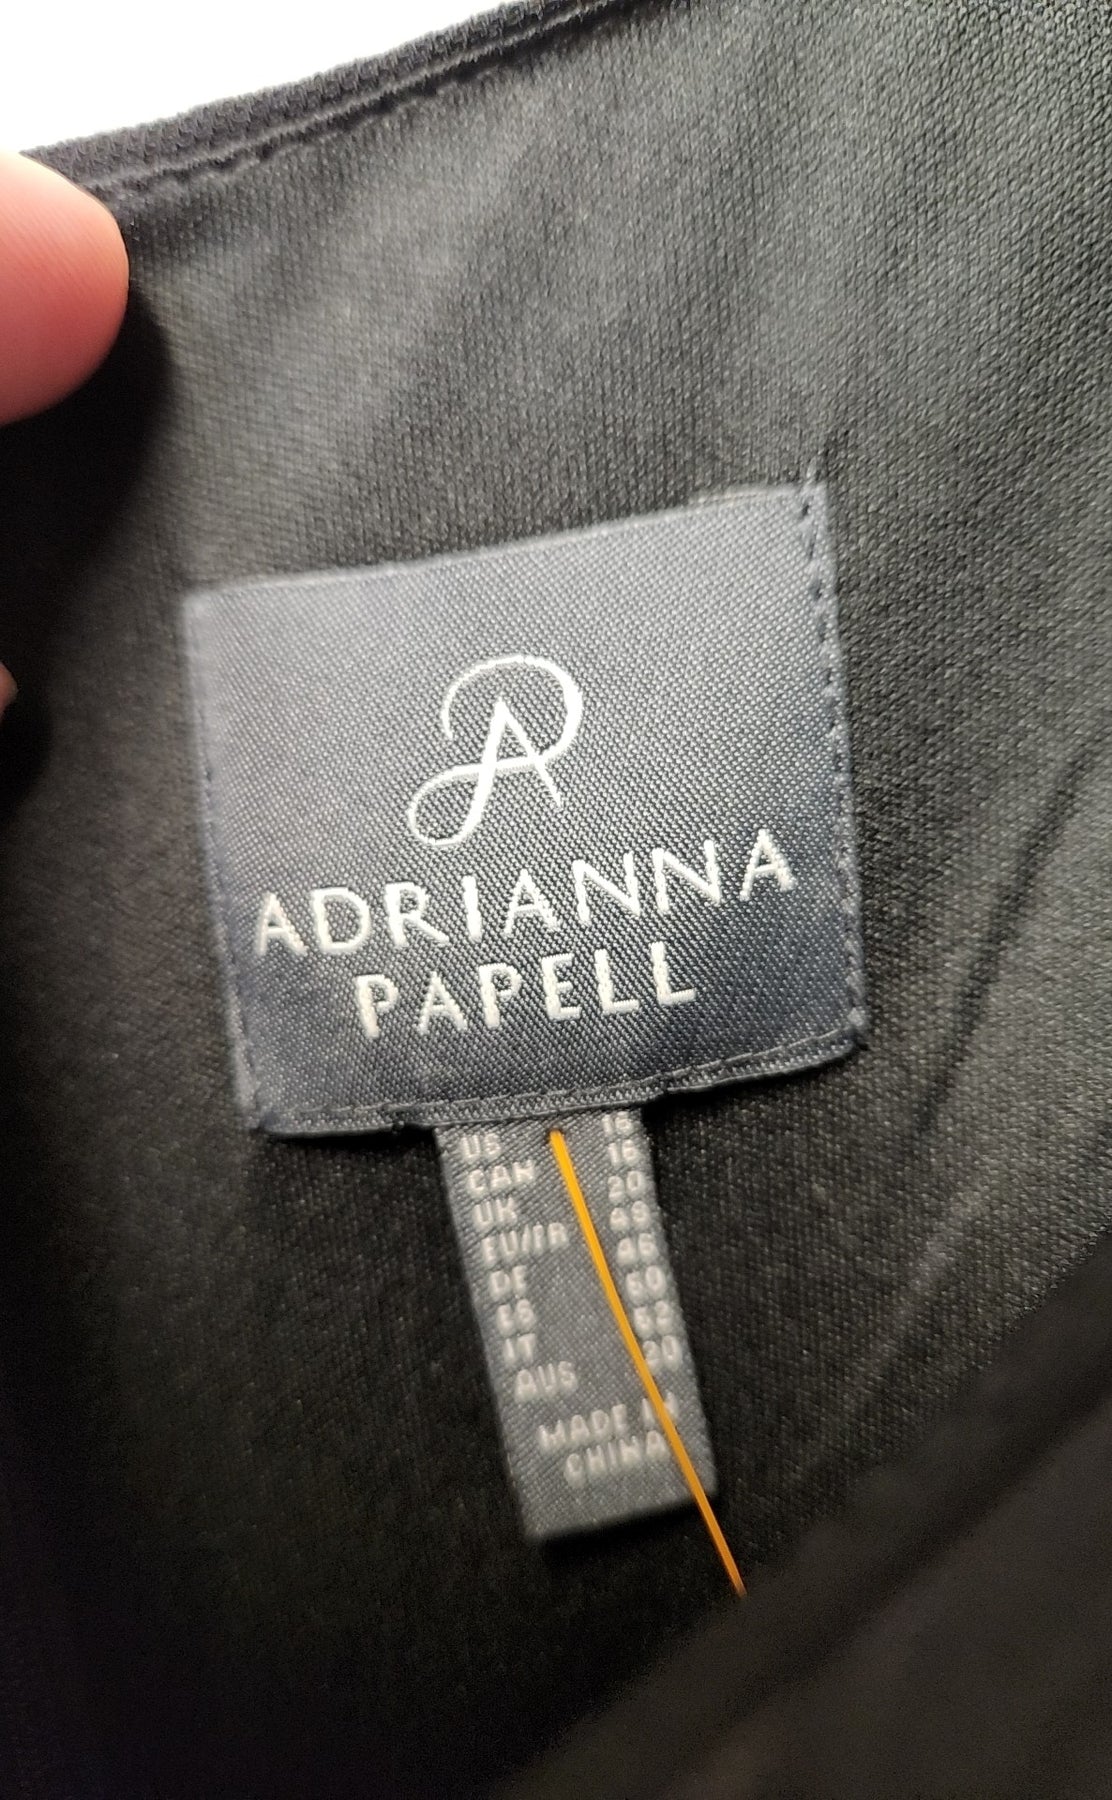 ADRIANNA
PAPELL
US 16
CAN 16
UK 20
EU/FR 48
DE 46
ES 50
IT 52
AUS 20
MADE IN
CHINA